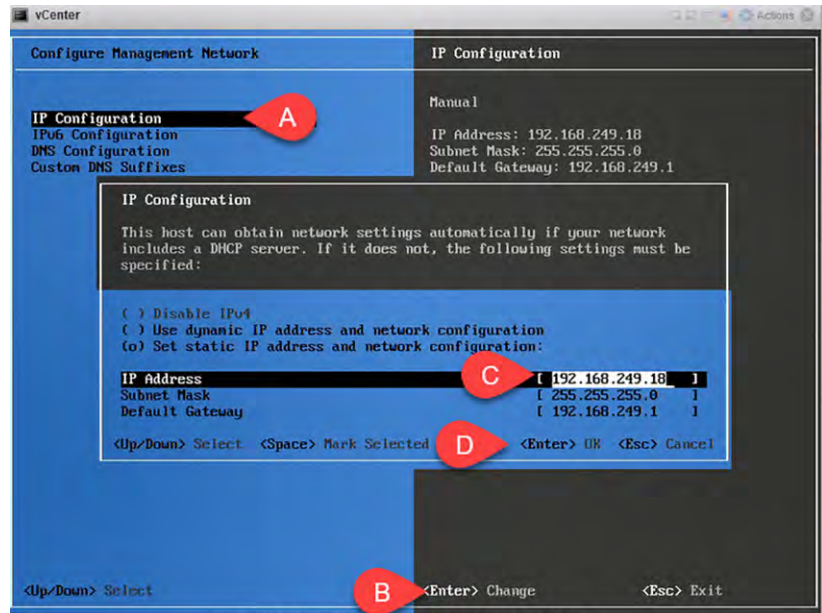 vCenter
Actions
Configure Management Network
IP Configuration
IP Configuration
A
IPv6 Configuration
DNS Configuration
Custom DNS Suffixes
Manual
IP Address: 192.168.249.18
Subnet Mask: 255.255.255.0
Default Gateway: 192.168.249.1
IP Configuration
This host can obtain network settings automatically if your network
includes a DHCP server. If it does not, the following settings must be
specified:
( ) Disable IPv4
( ) Use dynamic IP address and network configuration
(o) Set static IP address and network configuration:
IP Address C [ 192.168.249.18_ ]
Subnet Mask [ 255.255.255.0 ]
Default Gateway [ 192.168.249.1 ]
<Up/Down> Select <Space> Mark Selected D <Enter> OK <Esc> Cancel
<Up/Down> Select B <Enter> Change <Esc> Exit